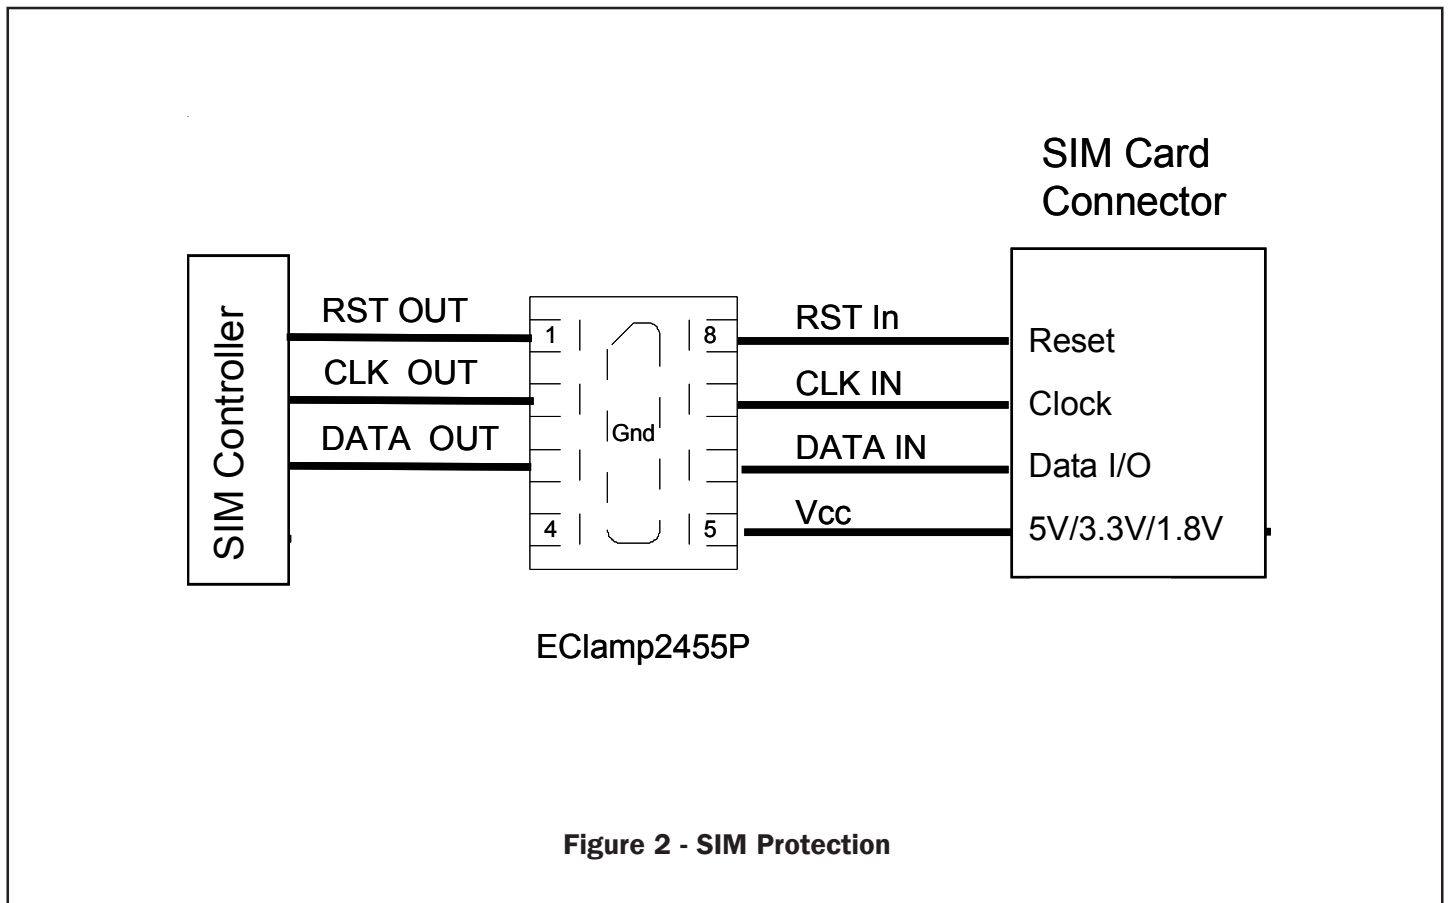 SIM Card
Connector
SIM Controller
RST OUT
CLK OUT
DATA OUT
1
8
Gnd
4
5
RST In
CLK IN
DATA IN
Vcc
Reset
Clock
Data I/O
5V/3.3V/1.8V
EClamp2455P
Figure 2 - SIM Protection